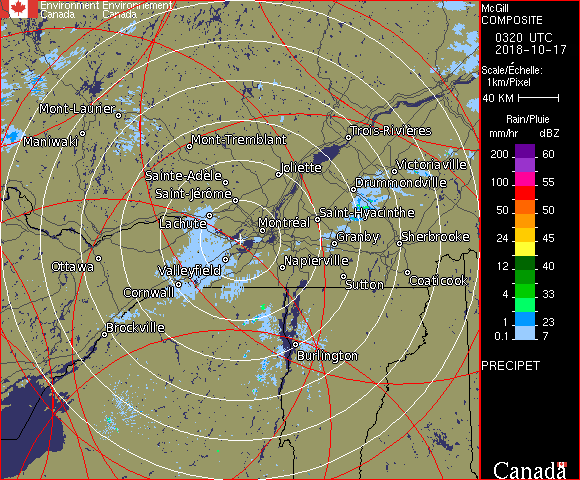 Environment Environnement
Canada Canada
McGill
COMPOSITE
0320 UTC
2018-10-17
Scale/Échelle:
1km/Pixel
40 KM
Rain/Pluie
mm/hr dBZ
200 60
100 55
50 50
24 45
12 40
4 33
1 23
0.1 7
PRECIPET
Canada
Mont-Laurier
Maniwaki
Mont-Tremblant
Trois-Rivières
Sainte-Adèle
Joliette
Victoriaville
Saint-Jérôme
Drummondville
Lachute
Montréal
Saint-Hyacinthe
Granby
Sherbrooke
Ottawa
Valleyfield
Napierville
Cornwall
Sutton
Coaticook
Brockville
Burlington